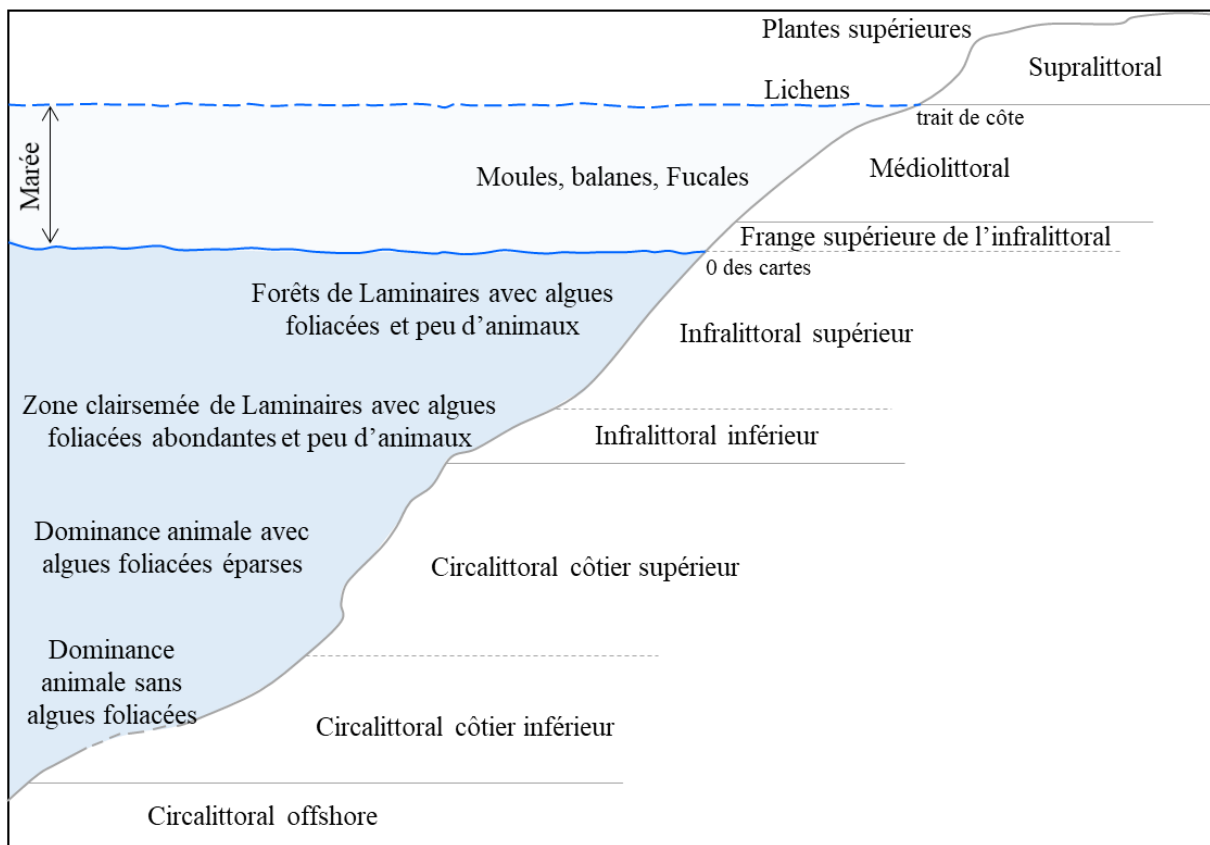 Plantes supérieures
Supralittoral
Lichens
trait de côte
Marée
Médiolittoral
Moules, balanes, Fucales
Frange supérieure de l’infralittoral
0 des cartes
Forêts de Laminaires avec algues
foliacées et peu d’animaux
Infralittoral supérieur
Zone clairsemée de Laminaires avec algues
foliacées abondantes et peu d’animaux
Infralittoral inférieur
Dominance animale avec
algues foliacées éparses
Circalittoral côtier supérieur
Dominance
animale sans
algues foliacées
Circalittoral côtier inférieur
Circalittoral offshore